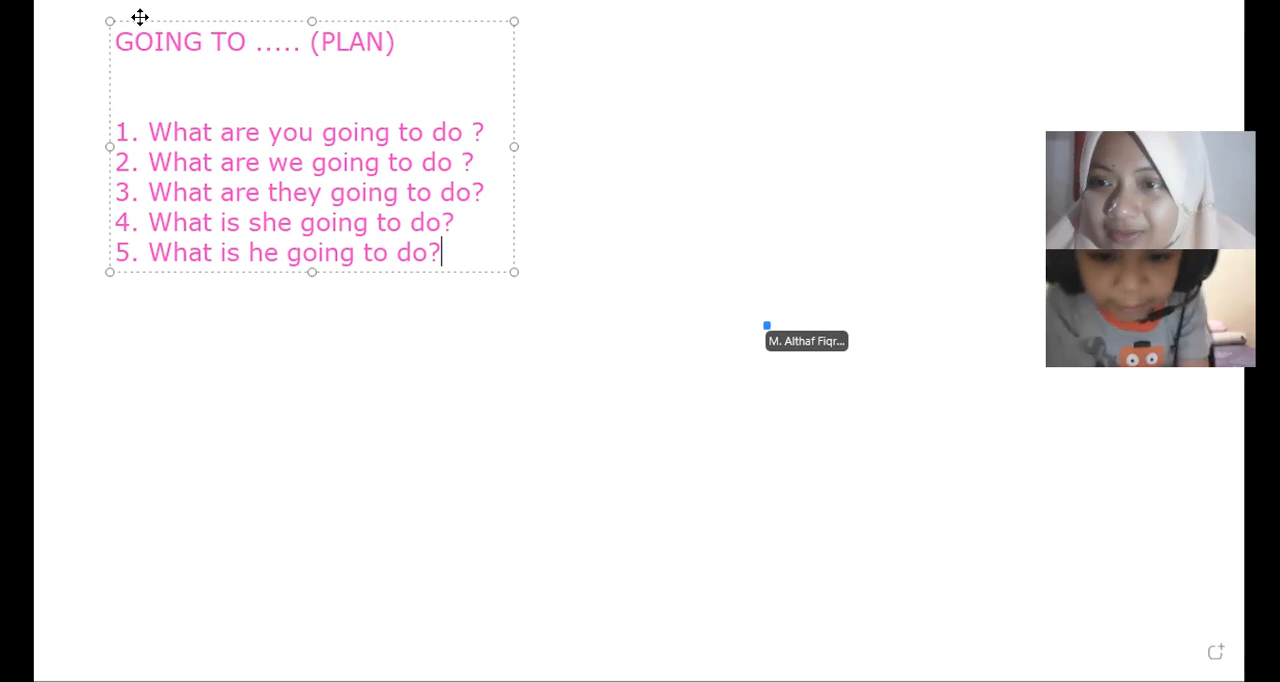 GOING TO ..... (PLAN)
1. What are you going to do ?
2. What are we going to do ?
3. What are they going to do?
4. What is she going to do?
5. What is he going to do?
M. Althaf Fiqr...